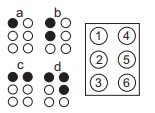 a b
① ④
② ⑤
c d
③ ⑥